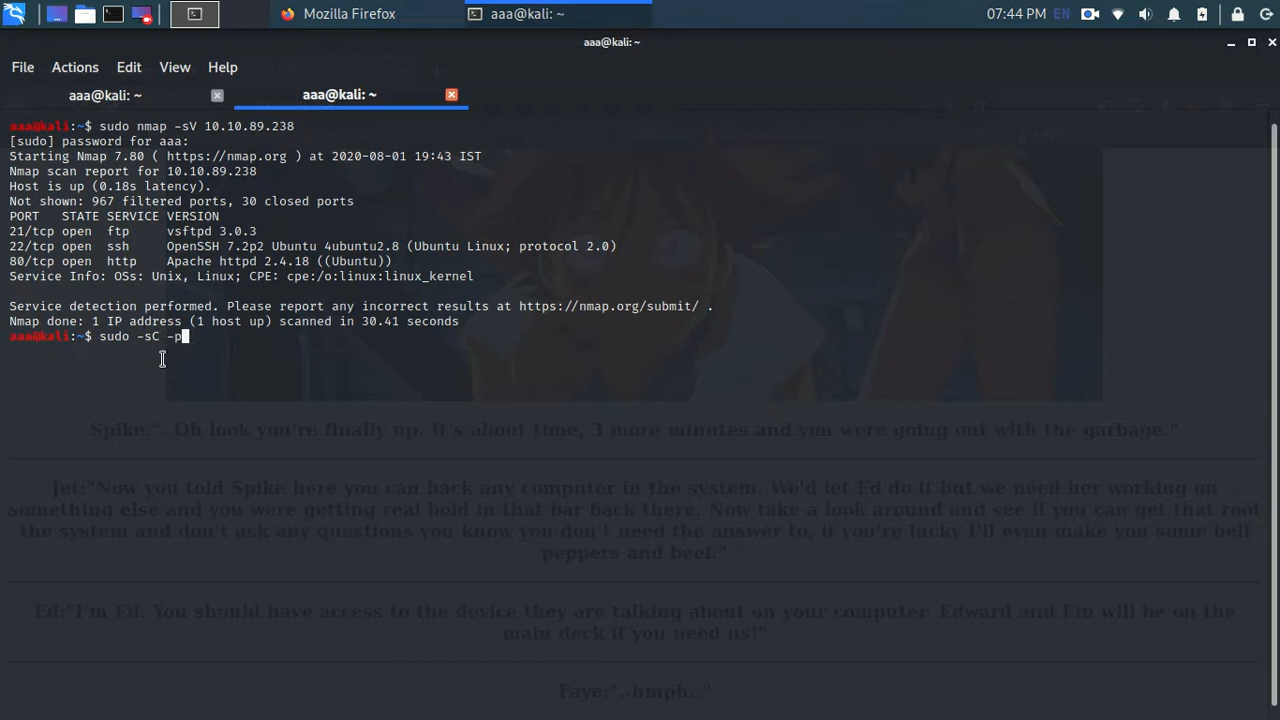 Mozilla Firefox
aaa@kali: ~
07:44 PM EN
aaa@kali: ~
File Actions Edit View Help
aaa@kali: ~
aaa@kali: ~
aaa@kali:~$ sudo nmap -sV 10.10.89.238
[sudo] password for aaa:
Starting Nmap 7.80 ( https://nmap.org ) at 2020-08-01 19:43 IST
Nmap scan report for 10.10.89.238
Host is up (0.18s latency).
Not shown: 967 filtered ports, 30 closed ports
PORT   STATE SERVICE VERSION
21/tcp open  ftp     vsftpd 3.0.3
22/tcp open  ssh     OpenSSH 7.2p2 Ubuntu 4ubuntu2.8 (Ubuntu Linux; protocol 2.0)
80/tcp open  http    Apache httpd 2.4.18 ((Ubuntu))
Service Info: OSs: Unix, Linux; CPE: cpe:/o:linux:linux_kernel
Service detection performed. Please report any incorrect results at https://nmap.org/submit/ .
Nmap done: 1 IP address (1 host up) scanned in 30.41 seconds
aaa@kali:~$ sudo -sC -p
Spike:"..Oh look you're finally up. It's about time, 3 more minutes and you were going out with the garbage."
Jet:"Now you told Spike here you can hack any computer in the system. We'd let Ed do it but we need her working on
something else and you were getting real bold in that bar back there. Now take a look around and see if you can get that root
the system and don't ask any questions you know you don't need the answer to, if you're lucky I'll even make you some bell
peppers and beef."
Ed:"I'm Ed. You should have access to the device they are talking about on your computer. Edward and Ein will be on the
main deck if you need us!"
Faye:"..hmph.."